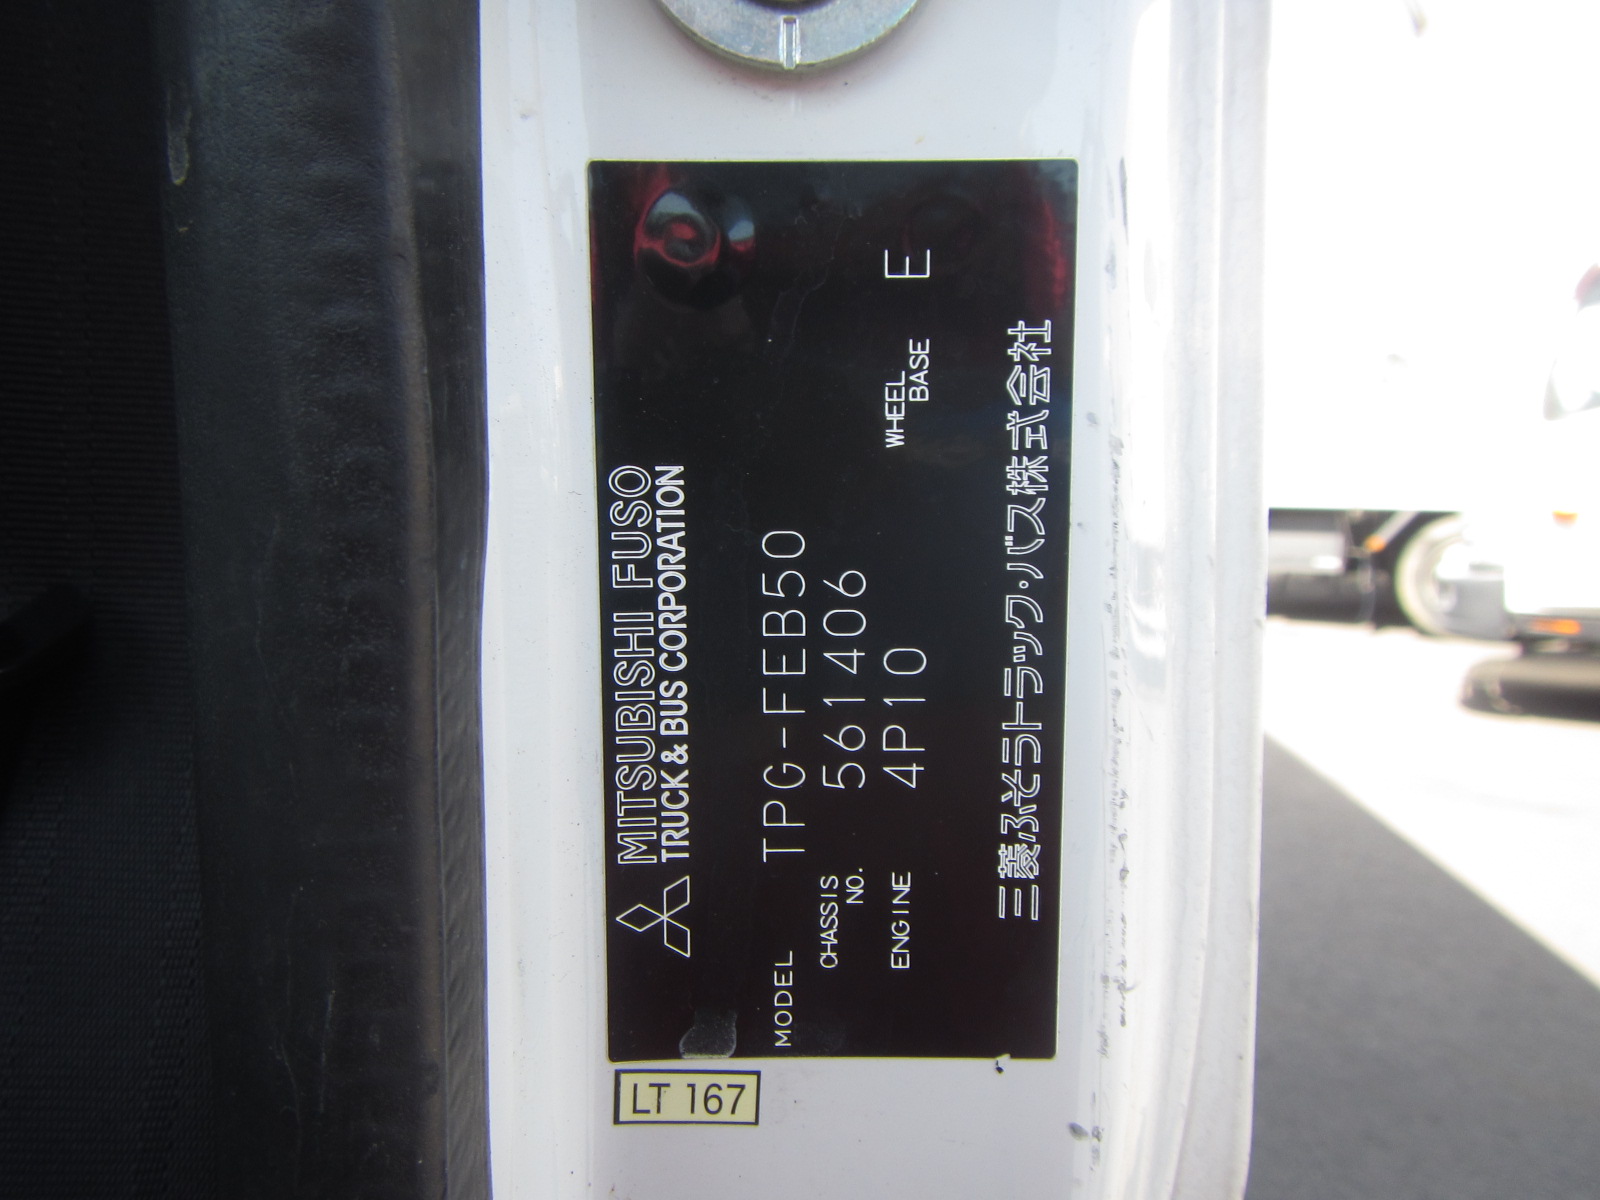 MITSUBISHI FUSO
TRUCK & BUS CORPORATION
MODEL TPG-FEB50
CHASSIS NO. 561406
ENGINE 4P10
WHEEL BASE E
三菱ふそうトラック・バス株式会社
LT 167